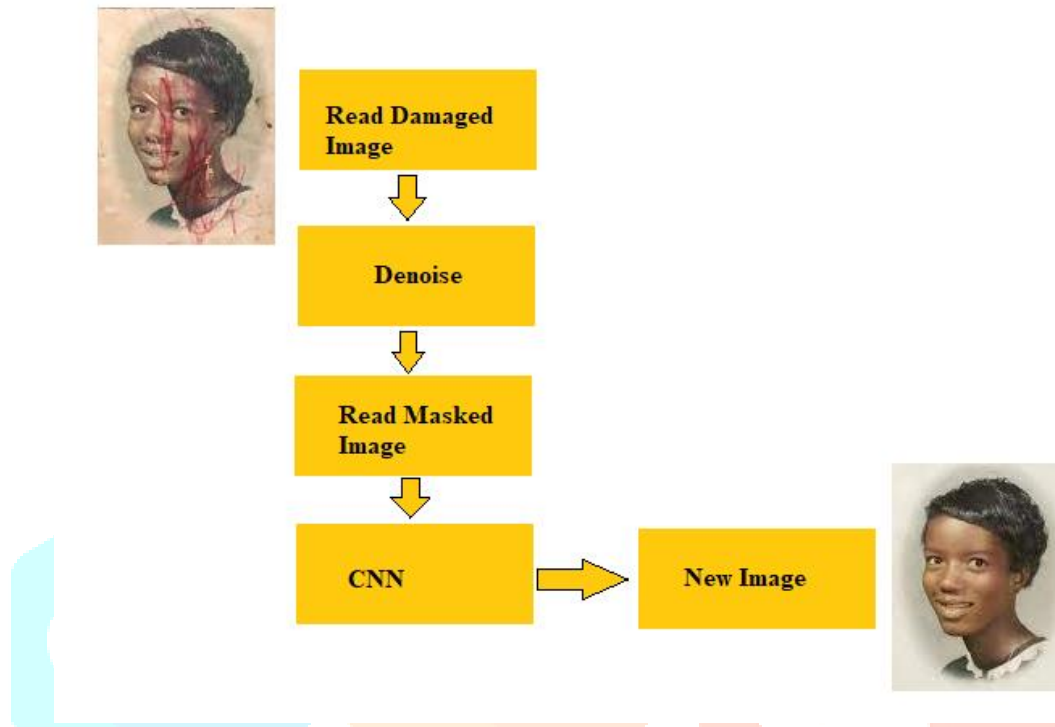 Read Damaged
Image
Denoise
Read Masked
Image
CNN
New Image